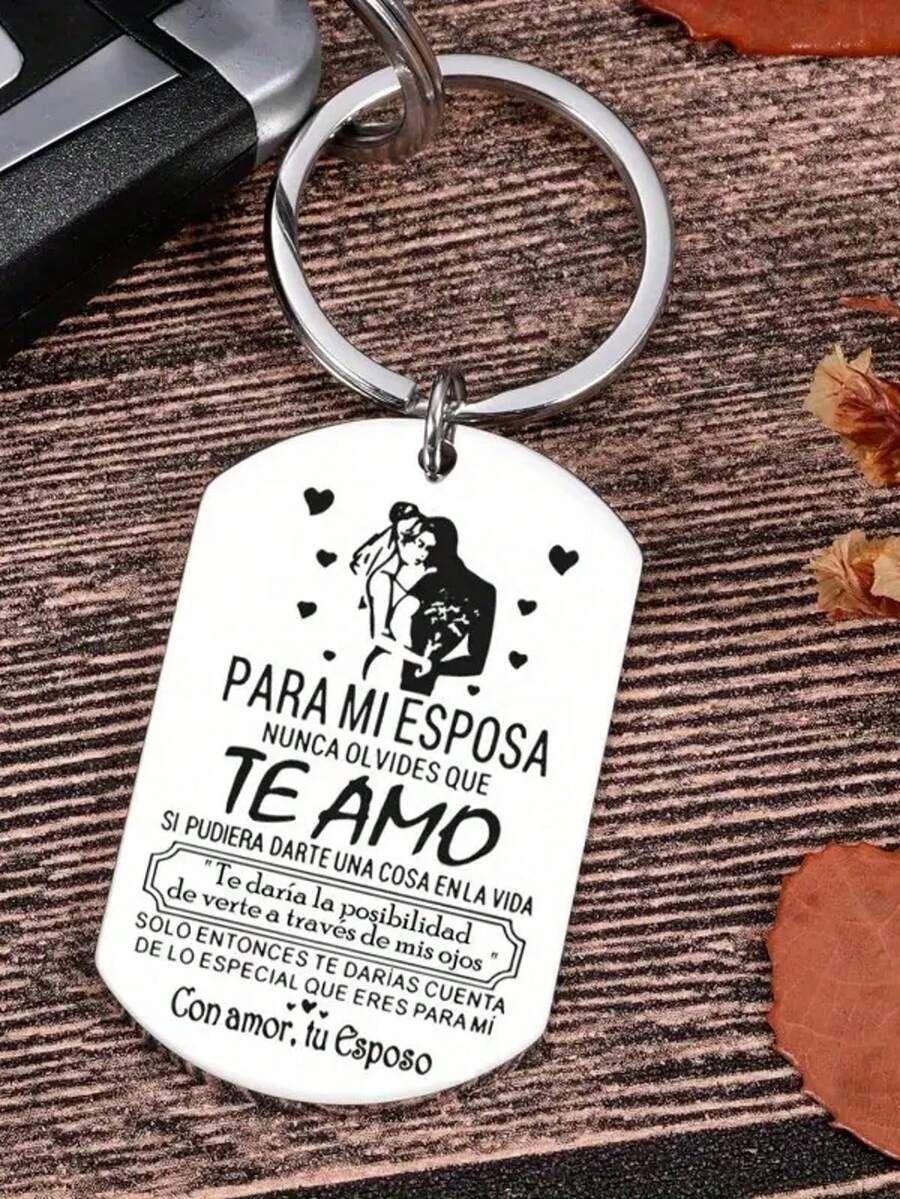 PARA MI ESPOSA
NUNCA OLVIDES QUE
TE AMO
SI PUDIERA DARTE UNA COSA EN LA VIDA
"Te daría la posibilidad
de verte a través de mis ojos"
SOLO ENTONCES TE DARÍAS CUENTA
DE LO ESPECIAL QUE ERES PARA MÍ
Con amor, tu Esposo